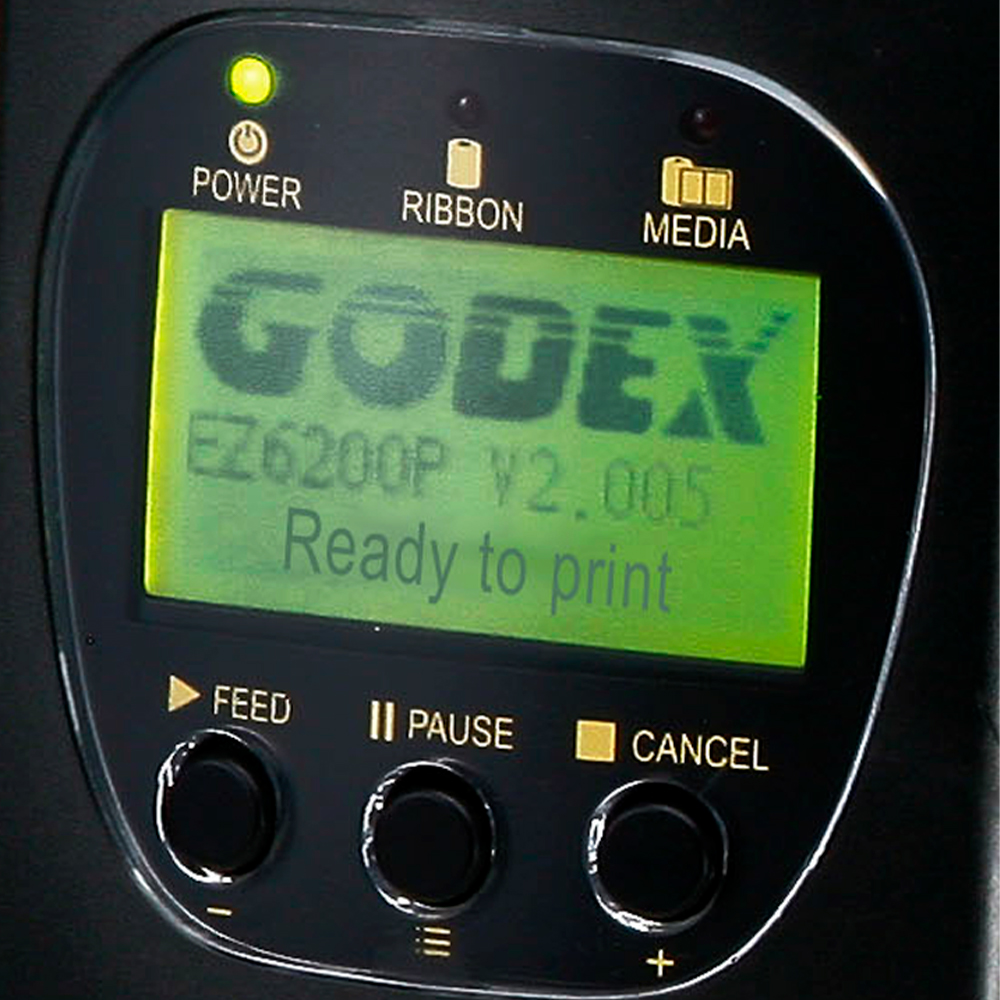 POWER RIBBON MEDIA
GODEX
EZ6200P V2.005
Ready to print
FEED PAUSE CANCEL
- +